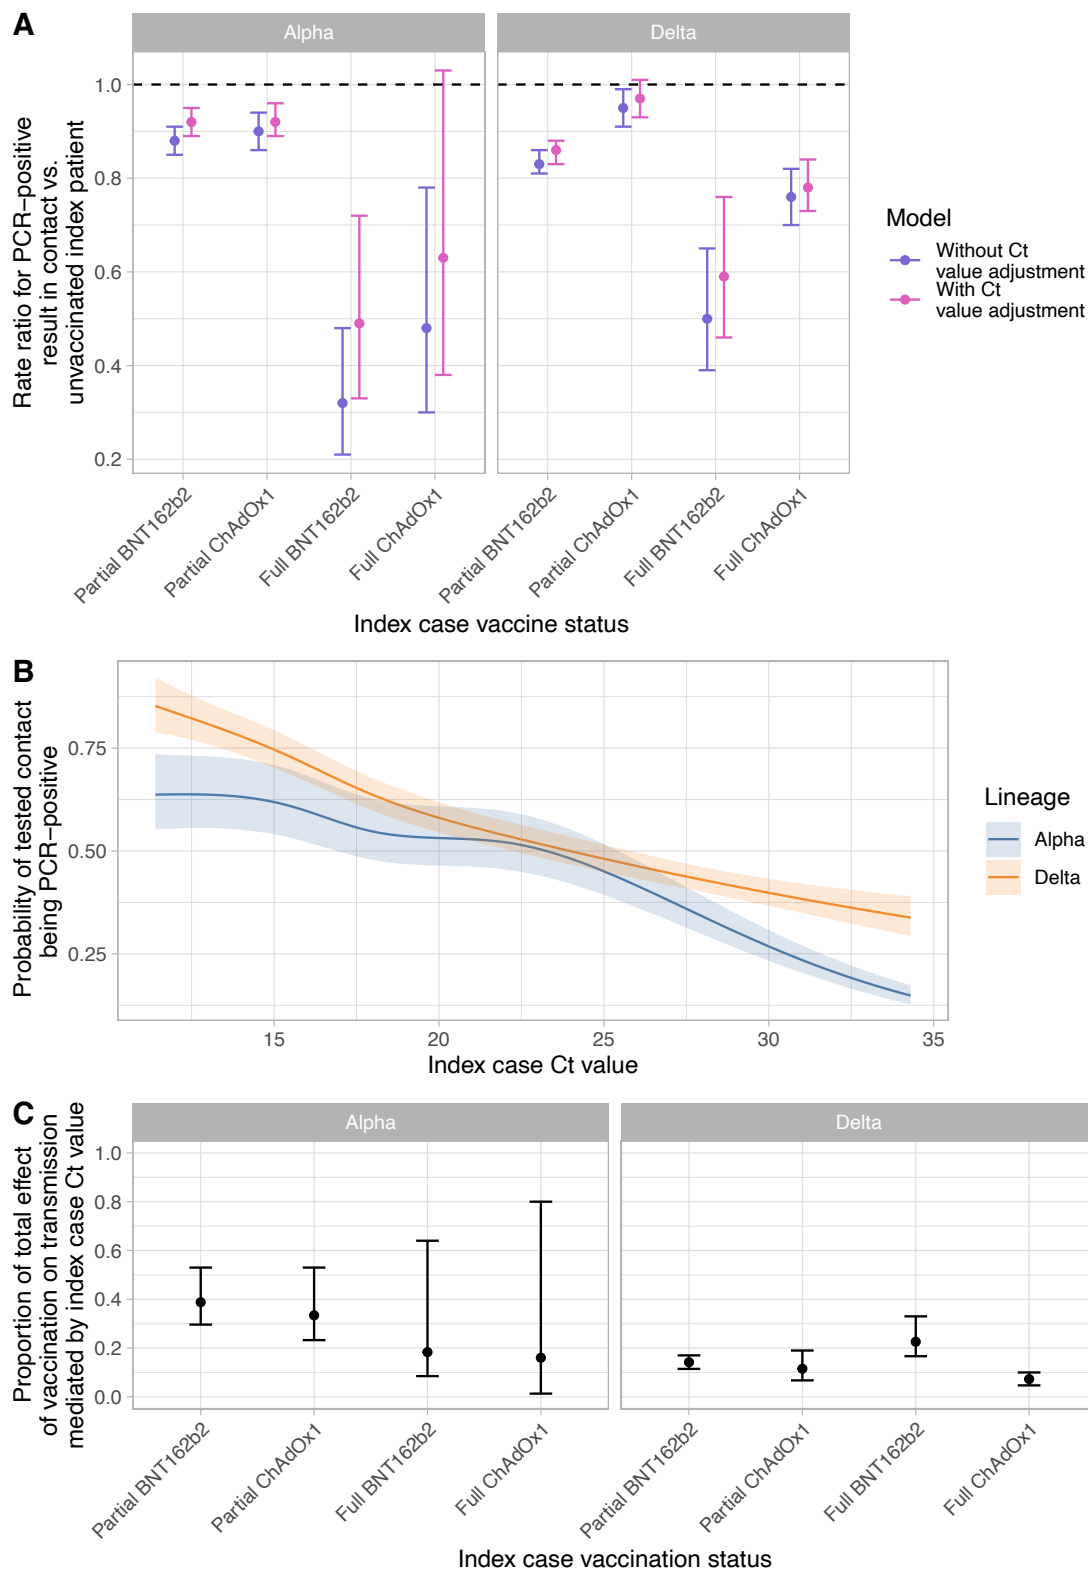 A
Alpha
Delta
Rate ratio for PCR−positive
result in contact vs.
unvaccinated index patient
1.0
0.8
0.6
0.4
0.2
Partial BNT162b2
Partial ChAdOx1
Full BNT162b2
Full ChAdOx1
Partial BNT162b2
Partial ChAdOx1
Full BNT162b2
Full ChAdOx1
Index case vaccine status
Model
Without Ct
value adjustment
With Ct
value adjustment
B
Probability of tested contact
being PCR−positive
0.75
0.50
0.25
15
20
25
30
35
Index case Ct value
Lineage
Alpha
Delta
C
Alpha
Delta
Proportion of total effect
of vaccination on transmission
mediated by index case Ct value
1.0
0.8
0.6
0.4
0.2
0.0
Partial BNT162b2
Partial ChAdOx1
Full BNT162b2
Full ChAdOx1
Partial BNT162b2
Partial ChAdOx1
Full BNT162b2
Full ChAdOx1
Index case vaccination status